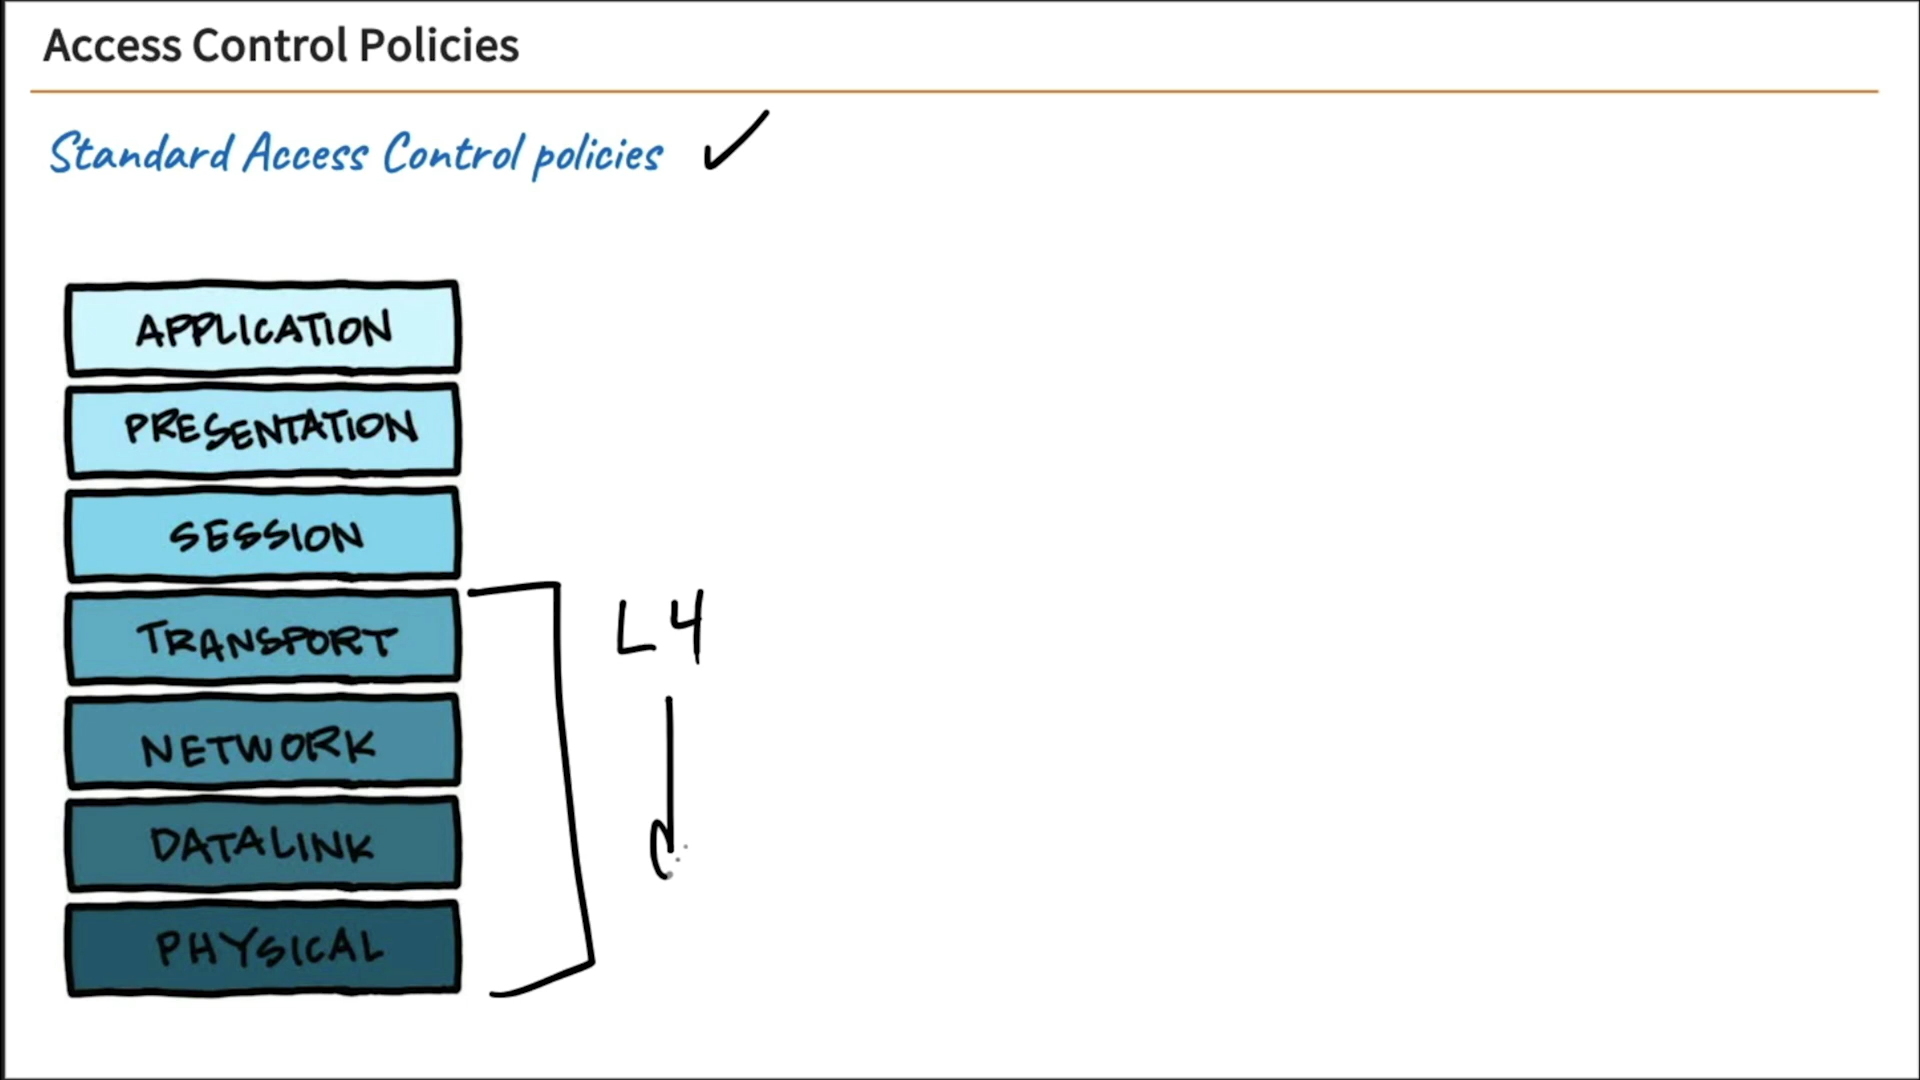 Access Control Policies
Standard Access Control policies
APPLICATION
PRESENTATION
SESSION
TRANSPORT
L4
NETWORK
DATALINK
PHYSICAL